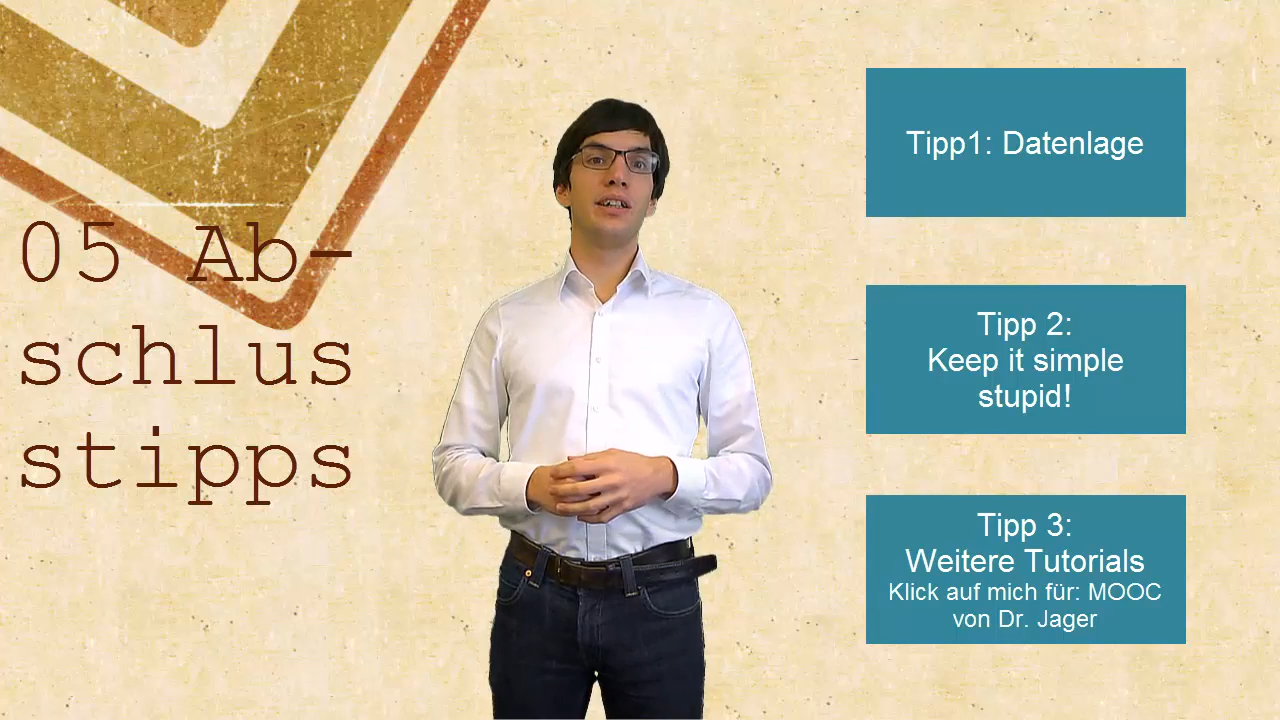 05 Ab-
schlus
stipps
Tipp1: Datenlage
Tipp 2:
Keep it simple
stupid!
Tipp 3:
Weitere Tutorials
Klick auf mich für: MOOC
von Dr. Jager